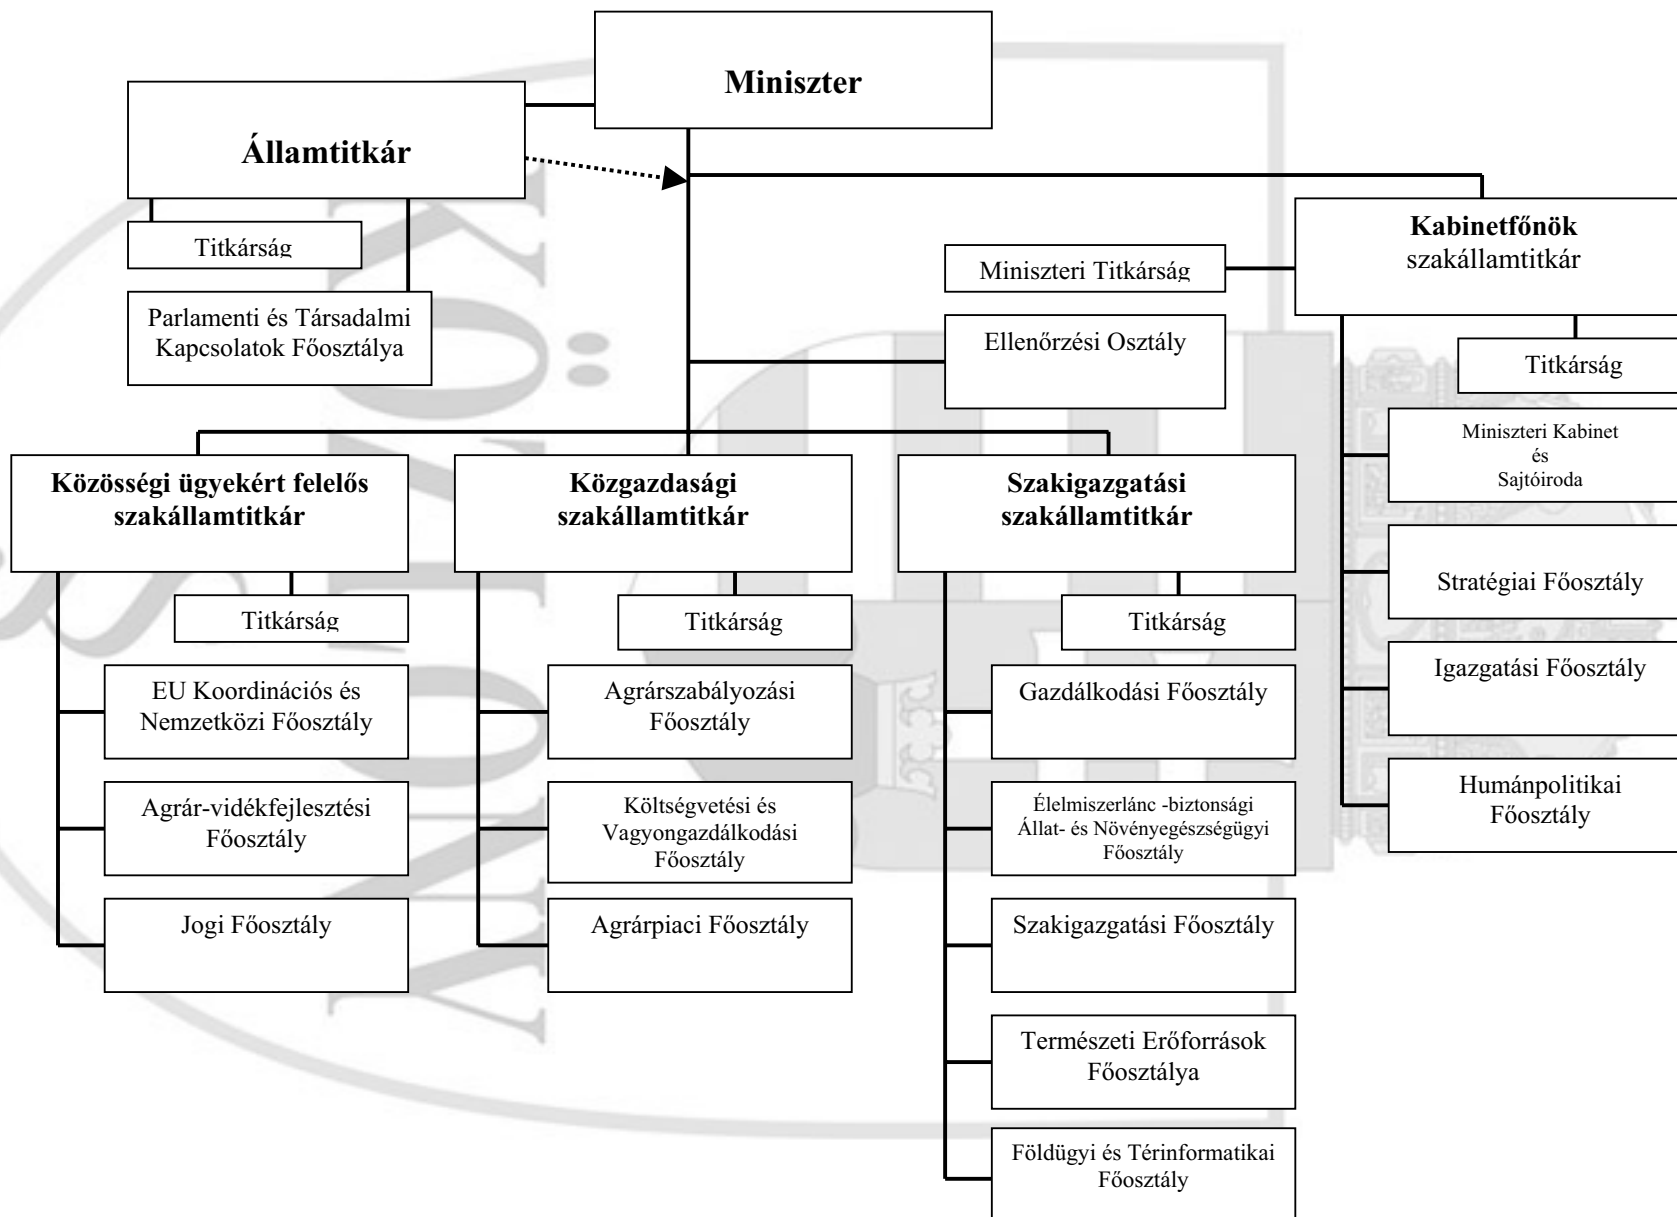 Miniszter
Államtitkár
Titkárság
Parlamenti és Társadalmi
Kapcsolatok Főosztálya
Kabinetfőnök
szakállamtitkár
Miniszteri Titkárság
Ellenőrzési Osztály
Titkárság
Miniszteri Kabinet
és
Sajtóiroda
Stratégiai Főosztály
Igazgatási Főosztály
Humánpolitikai
Főosztály
Közösségi ügyekért felelős
szakállamtitkár
Titkárság
EU Koordinációs és
Nemzetközi Főosztály
Agrár-vidékfejlesztési
Főosztály
Jogi Főosztály
Közgazdasági
szakállamtitkár
Titkárság
Agrárszabályozási
Főosztály
Költségvetési és
Vagyongazdálkodási
Főosztály
Agrárpiaci Főosztály
Szakigazgatási
szakállamtitkár
Titkárság
Gazdálkodási Főosztály
Élelmiszerlánc -biztonsági
Állat- és Növényegészségügyi
Főosztály
Szakigazgatási Főosztály
Természeti Erőforrások
Főosztálya
Földügyi és Térinformatikai
Főosztály